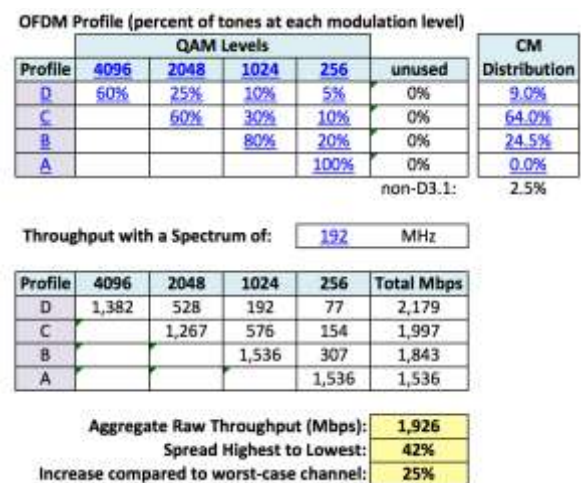 OFDM Profile (percent of tones at each modulation level)
QAM Levels CM
Profile 4096 2048 1024 256 unused Distribution
D 60% 25% 10% 5% 0% 9.0%
C 60% 30% 10% 0% 64.0%
B 80% 20% 0% 24.5%
A 100% 0% 0.0%
non-D3.1: 2.5%
Throughput with a Spectrum of: 192 MHz
Profile 4096 2048 1024 256 Total Mbps
D 1,382 528 192 77 2,179
C 1,267 576 154 1,997
B 1,536 307 1,843
A 1,536 1,536
Aggregate Raw Throughput (Mbps): 1,926
Spread Highest to Lowest: 42%
Increase compared to worst-case channel: 25%